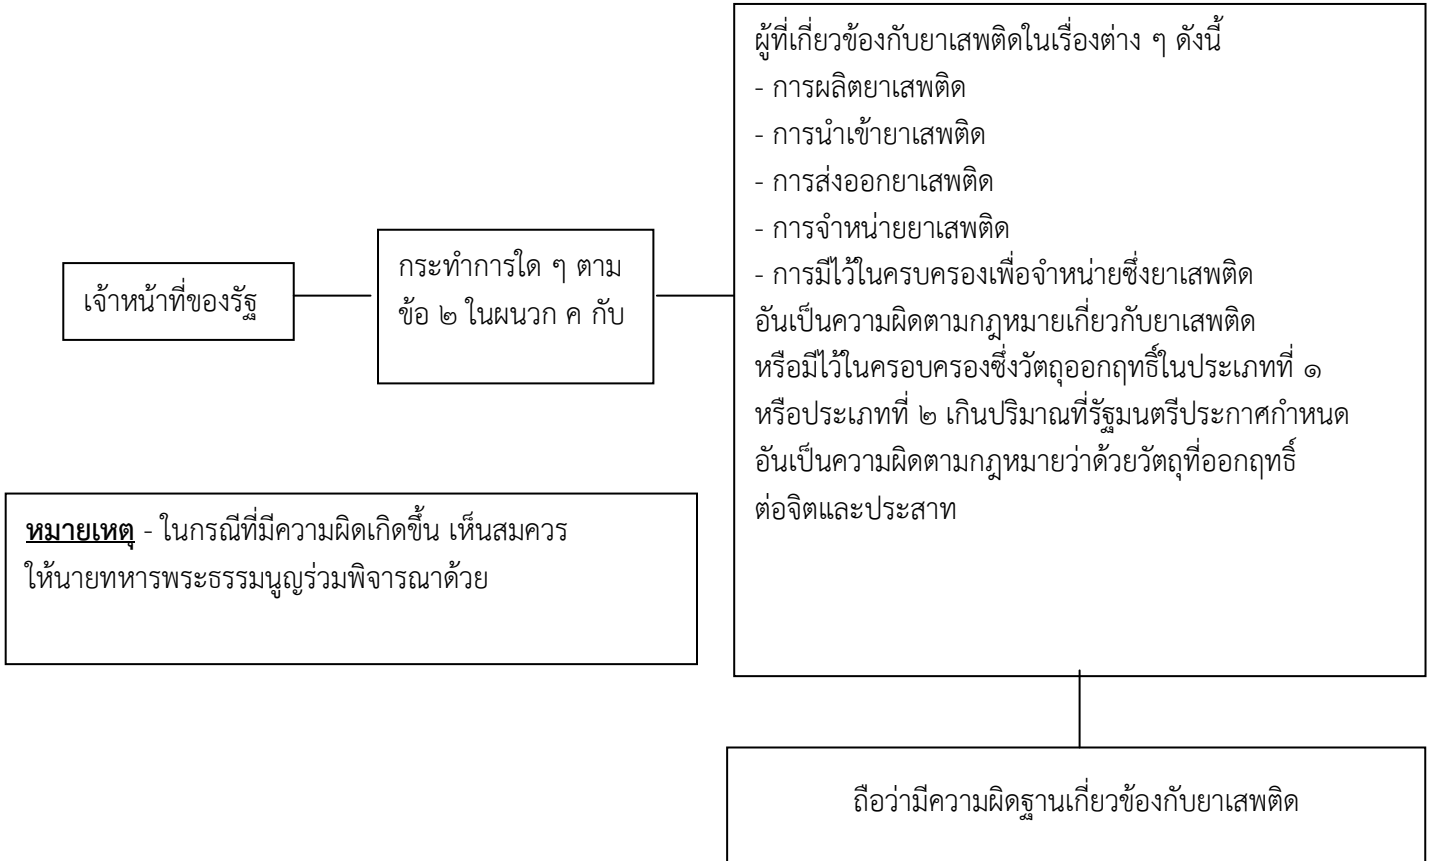 ผู้ที่เกี่ยวข้องกับยาเสพติดในเรื่องต่าง ๆ ดังนี้
- การผลิตยาเสพติด
- การนำเข้ายาเสพติด
- การส่งออกยาเสพติด
- การจำหน่ายยาเสพติด
- การมีไว้ในครบครองเพื่อจำหน่ายซึ่งยาเสพติด
อันเป็นความผิดตามกฎหมายเกี่ยวกับยาเสพติด
หรือมีไว้ในครอบครองซึ่งวัตถุออกฤทธิ์ในประเภทที่ ๑
หรือประเภทที่ ๒ เกินปริมาณที่รัฐมนตรีประกาศกำหนด
อันเป็นความผิดตามกฎหมายว่าด้วยวัตถุที่ออกฤทธิ์
ต่อจิตและประสาท
เจ้าหน้าที่ของรัฐ
กระทำการใด ๆ ตาม
ข้อ ๒ ในผนวก ค กับ
หมายเหตุ - ในกรณีที่มีความผิดเกิดขึ้น เห็นสมควร
ให้นายทหารพระธรรมนูญร่วมพิจารณาด้วย
ถือว่ามีความผิดฐานเกี่ยวข้องกับยาเสพติด